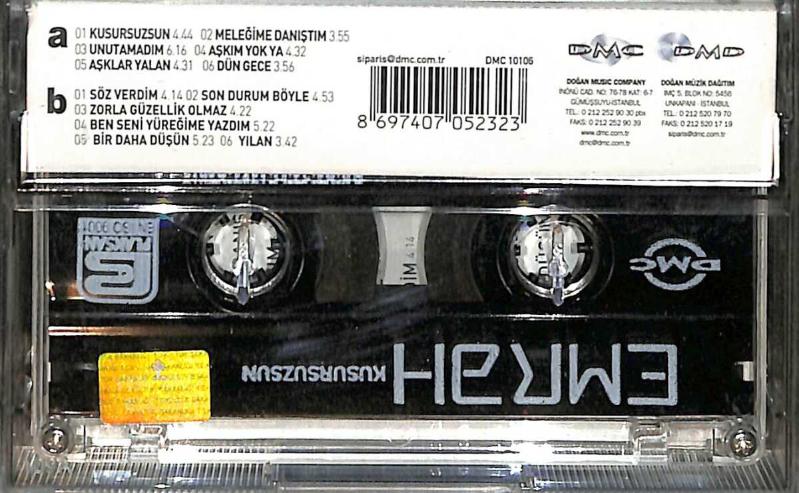 a
01 KUSURSUZSUN 4.44 02 MELEĞİME DANIŞTIM 3.55
03 UNUTAMADIM 6.16 04 AŞKIM YOK YA 4.32
05 AŞKLAR YALAN 4.31 06 DÜN GECE 3.56
b
01 SÖZ VERDİM 4.14 02 SON DURUM BÖYLE 4.53
03 ZORLA GÜZELLİK OLMAZ 4.22
04 BEN SENİ YÜREĞİME YAZDIM 5.22
05 BİR DAHA DÜŞÜN 5.23 06 YILAN 3.42
siparis@dmc.com.tr DMC 10106
8 697407 052323
DMC
DOĞAN MUSIC COMPANY
İNÖNÜ CAD. NO: 76-78 KAT: 6-7
GÜMÜŞSUYU-İSTANBUL
TEL.: 0 212 252 90 30 pbx
FAKS: 0 212 252 90 39
www.dmc.com.tr
dmc@dmc.com.tr
DMD
DOĞAN MÜZİK DAĞITIM
İMÇ 5. BLOK NO: 5456
UNKAPANI - İSTANBUL
TEL.: 0 212 520 79 70
FAKS: 0 212 520 17 19
siparis@dmc.com.tr
EN ISO 9001
RAKSAN
DİM 4.14
DMC
EMRAH
KUSURSUZSUN